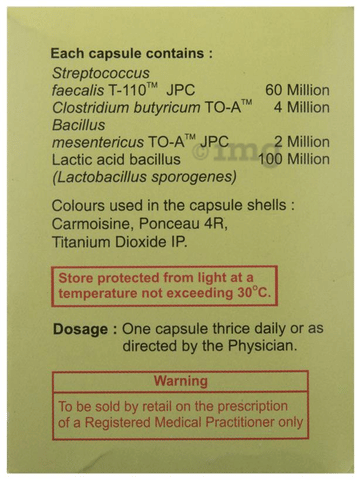 Each capsule contains :
Streptococcus
faecalis T-110™ JPC 60 Million
Clostridium butyricum TO-A™ 4 Million
Bacillus
mesentericus TO-A™ JPC 2 Million
Lactic acid bacillus 100 Million
(Lactobacillus sporogenes)
Colours used in the capsule shells :
Carmoisine, Ponceau 4R,
Titanium Dioxide IP.
Store protected from light at a
temperature not exceeding 30°C.
Dosage : One capsule thrice daily or as
directed by the Physician.
Warning
To be sold by retail on the prescription
of a Registered Medical Practitioner only
©1mg